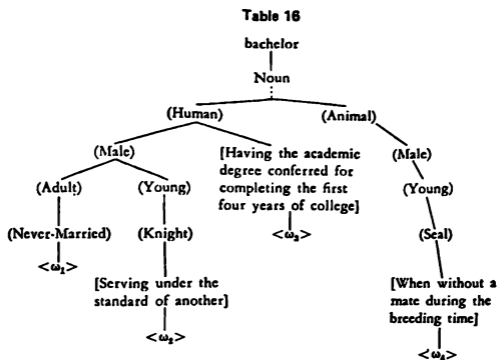 Table 16
bachelor
Noun
(Human) (Animal)
(Male) [Having the academic (Male)
degree conferred for
(Adult) (Young) completing the first (Young)
four years of college]
(Never-Married) (Knight) <ω₃> (Seal)
<ω₁>
[Serving under the [When without a
standard of another] mate during the
breeding time]
<ω₂>
<ω₄>